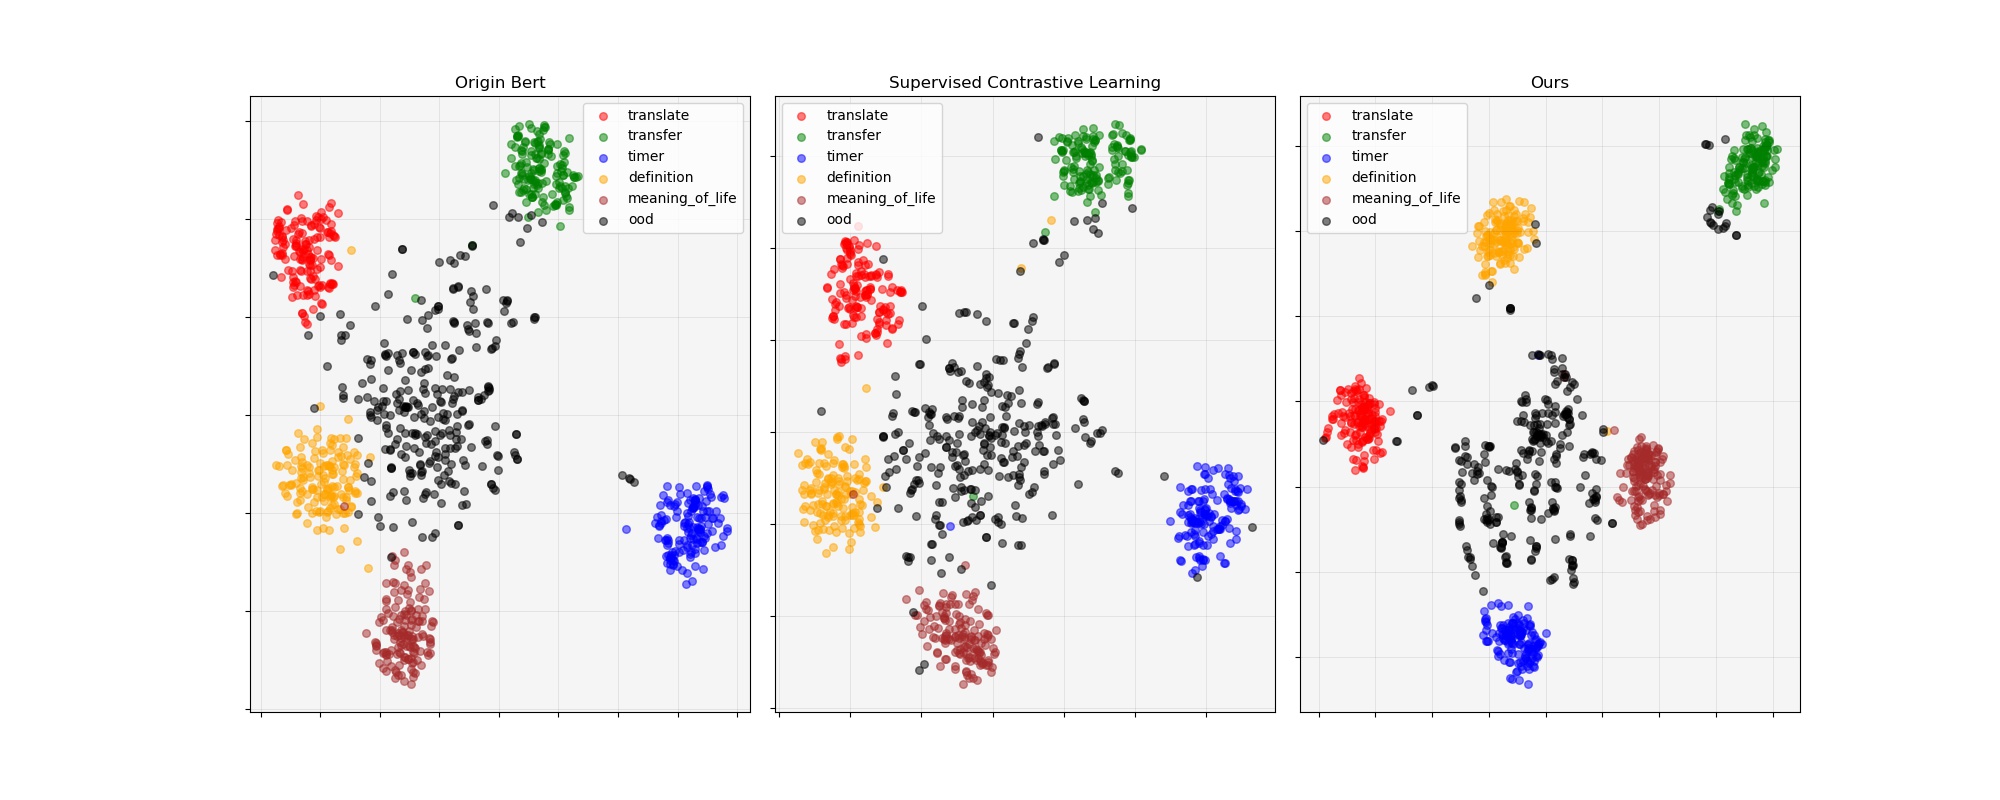 Origin Bert
translate
transfer
timer
definition
meaning_of_life
ood
Supervised Contrastive Learning
translate
transfer
timer
definition
meaning_of_life
ood
Ours
translate
transfer
timer
definition
meaning_of_life
ood